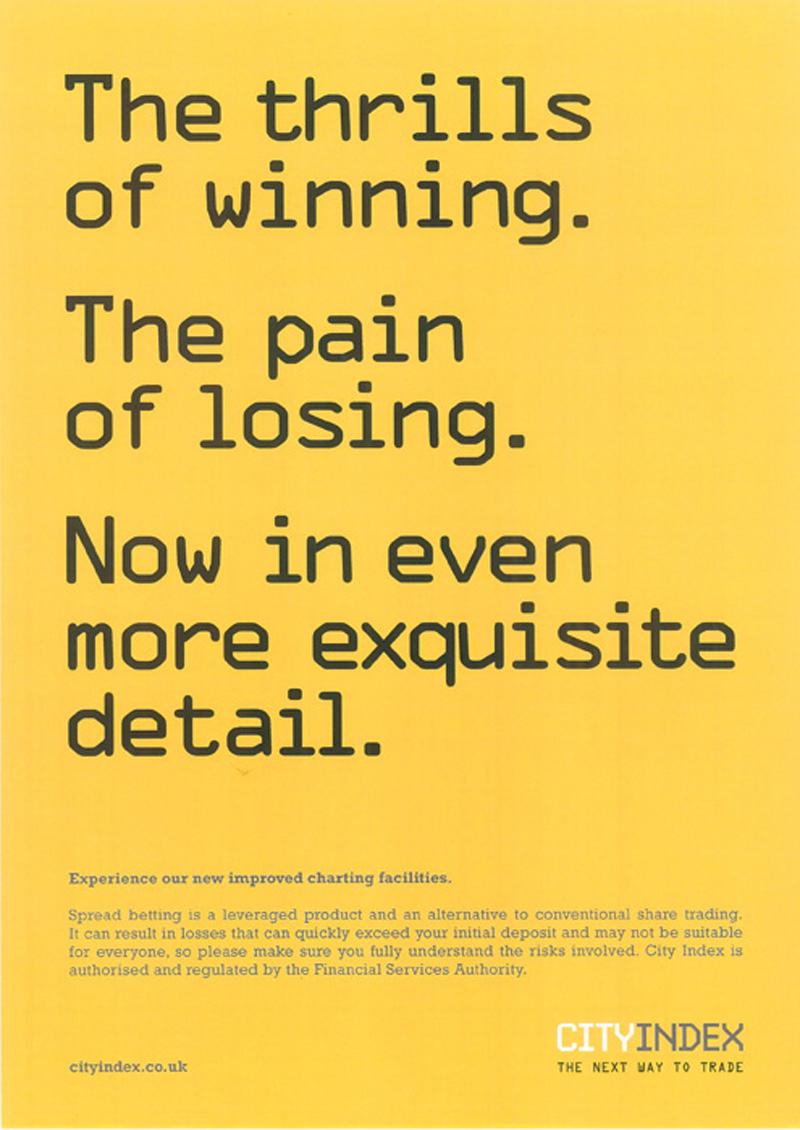 The thrills
of winning.
The pain
of losing.
Now in even
more exquisite
detail.
Experience our new improved charting facilities.
Spread betting is a leveraged product and an alternative to conventional share trading.
It can result in losses that can quickly exceed your initial deposit and may not be suitable
for everyone, so please make sure you fully understand the risks involved. City Index is
authorised and regulated by the Financial Services Authority.
CITYINDEX
cityindex.co.uk THE NEXT WAY TO TRADE